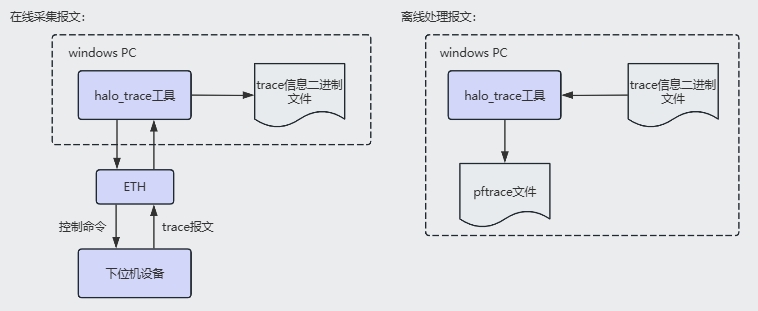 在线采集报文：
windows PC
halo_trace工具
trace信息二进制
文件
ETH
控制命令
trace报文
下位机设备
离线处理报文：
windows PC
halo_trace工具
trace信息二进制
文件
pftrace文件